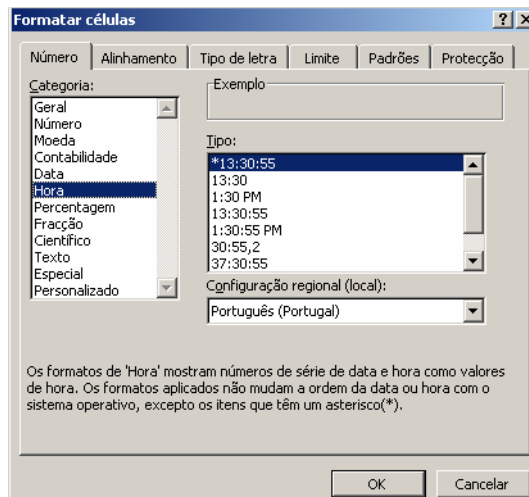 Formatar células
Número Alinhamento Tipo de letra Limite Padrões Protecção
Categoria:
Geral
Número
Moeda
Contabilidade
Data
Hora
Percentagem
Fracção
Científico
Texto
Especial
Personalizado
Exemplo
Tipo:
*13:30:55
13:30
1:30 PM
13:30:55
1:30:55 PM
30:55,2
37:30:55
Configuração regional (local):
Português (Portugal)
Os formatos de 'Hora' mostram números de série de data e hora como valores
de hora. Os formatos aplicados não mudam a ordem da data ou hora com o
sistema operativo, excepto os itens que têm um asterisco(*).
OK Cancelar